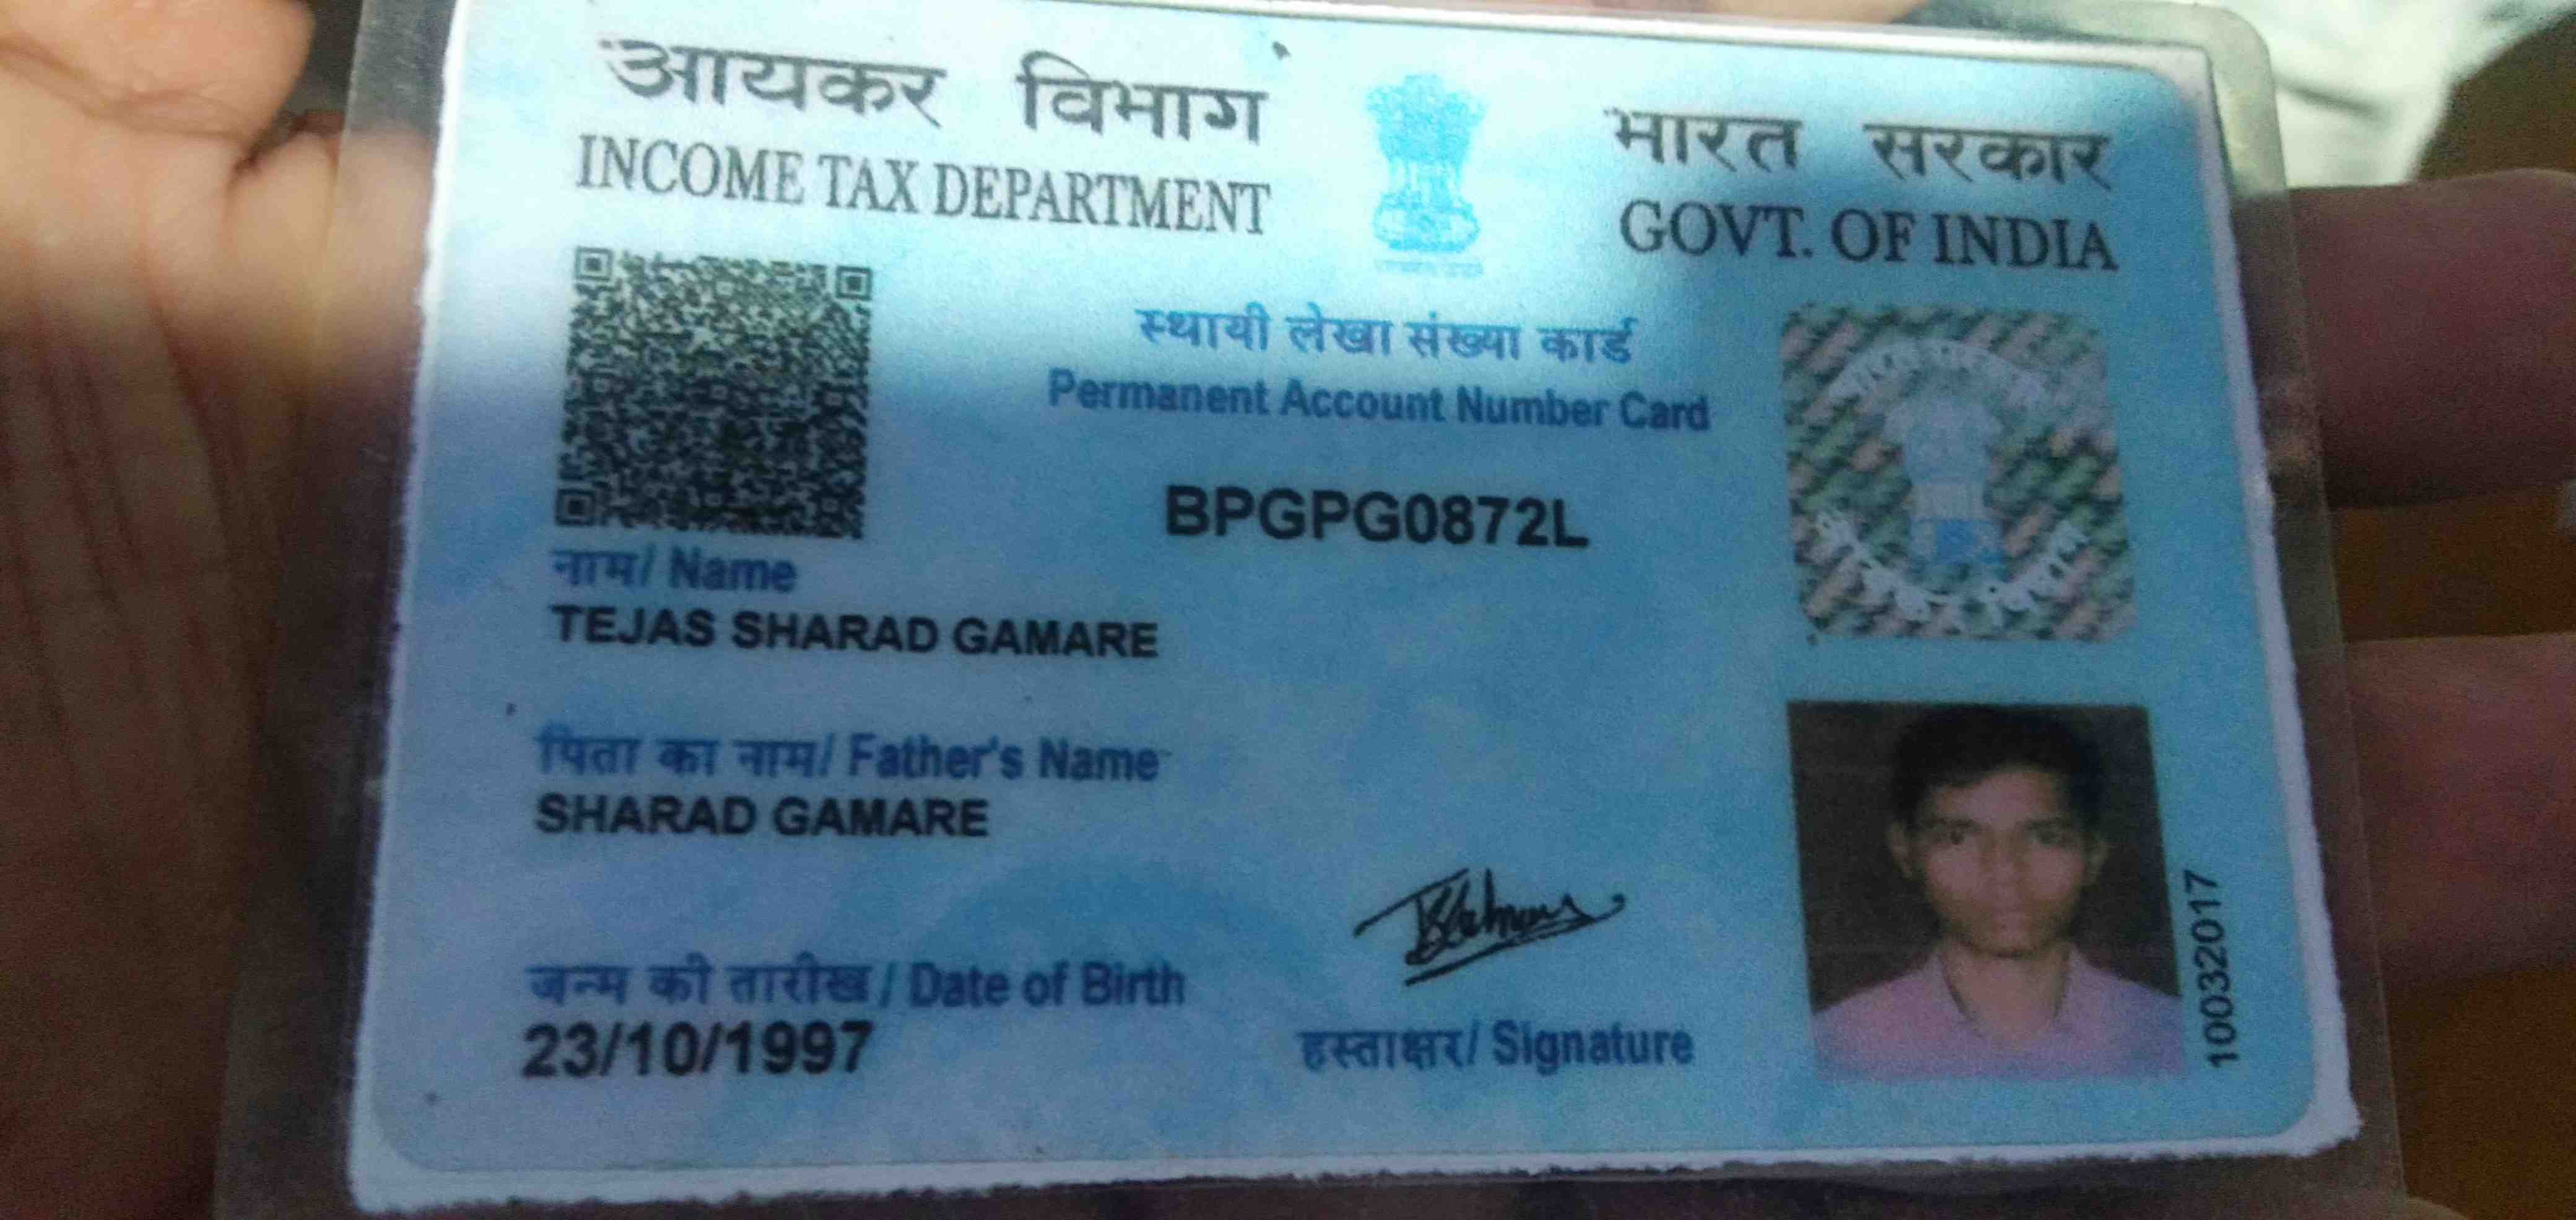 आयकर विभाग
INCOME TAX DEPARTMENT
भारत सरकार
GOVT. OF INDIA
स्थायी लेखा संख्या कार्ड
Permanent Account Number Card
BPGPG0872L
नाम/ Name
TEJAS SHARAD GAMARE
पिता का नाम/ Father's Name
SHARAD GAMARE
जन्म की तारीख/ Date of Birth
23/10/1997
हस्ताक्षर/ Signature
10032017